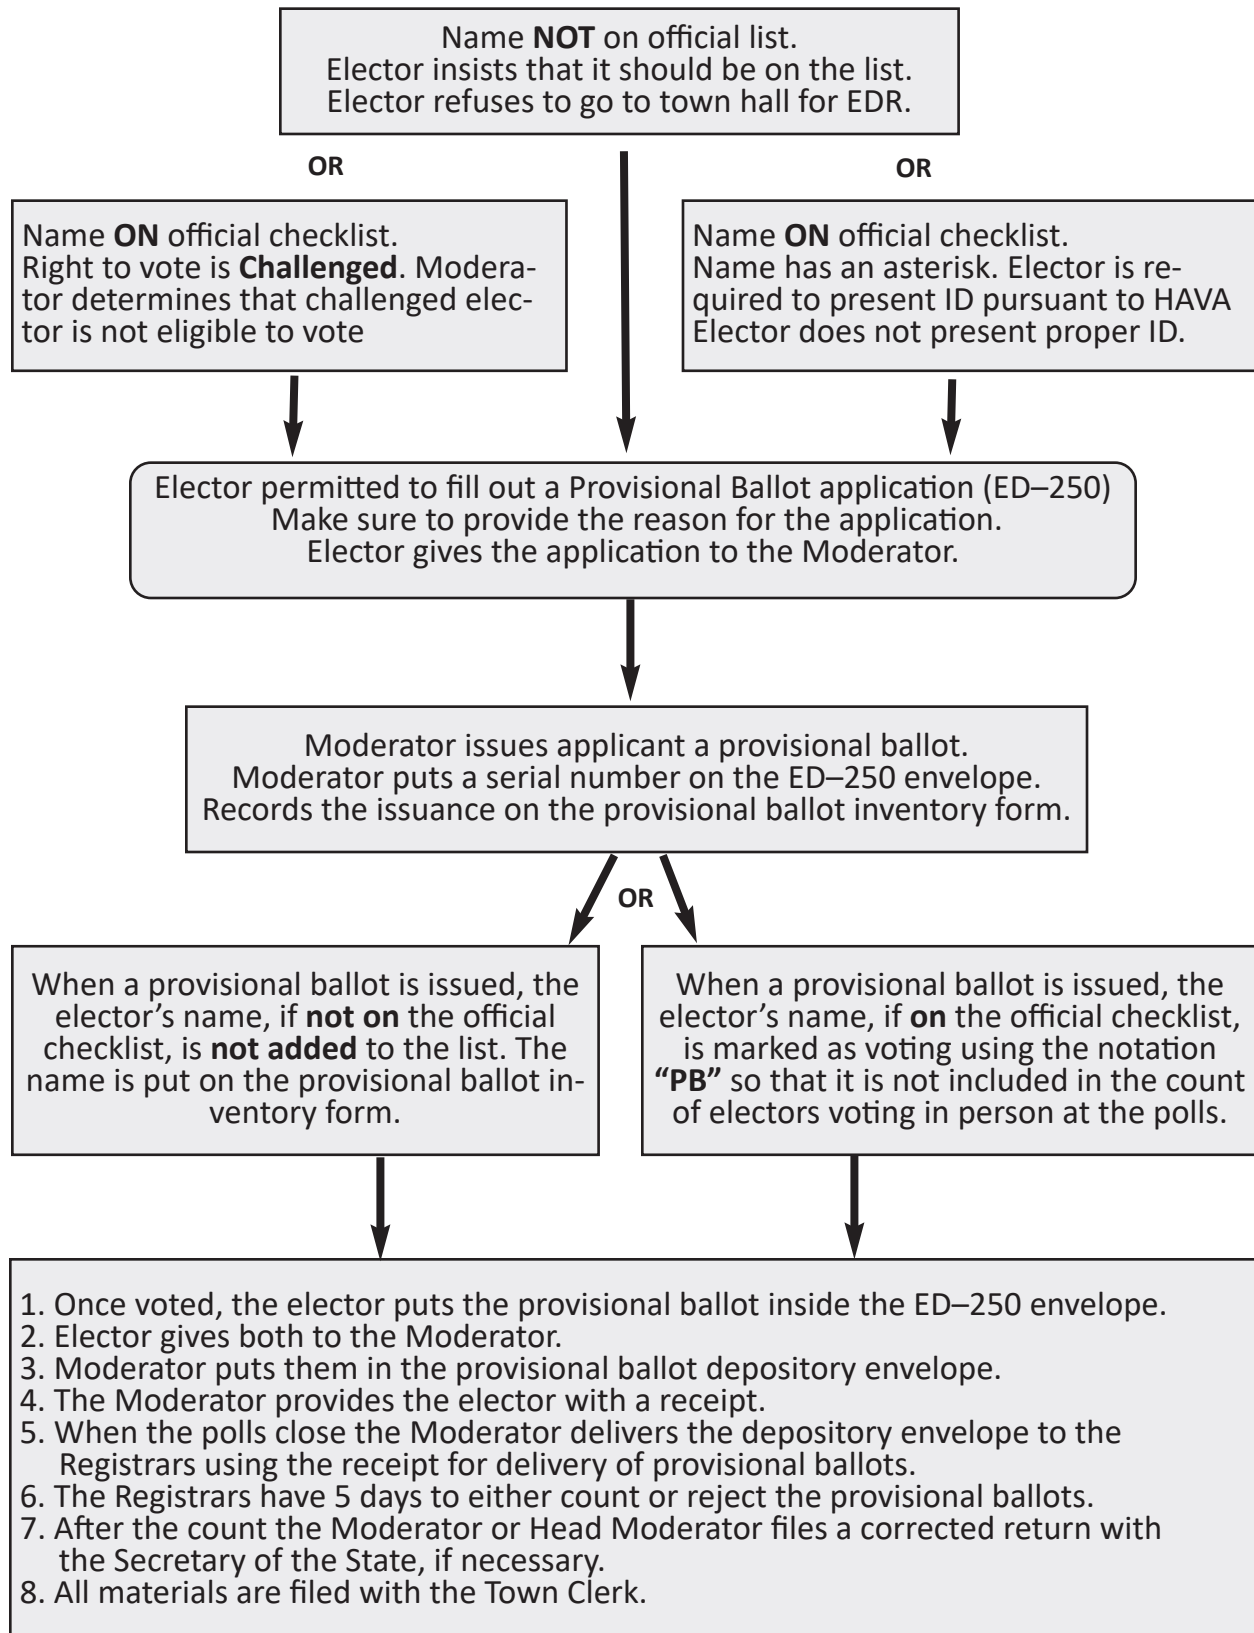 Name NOT on official list.
Elector insists that it should be on the list.
Elector refuses to go to town hall for EDR.
OR
OR
Name ON official checklist.
Right to vote is Challenged. Modera-
tor determines that challenged elec-
tor is not eligible to vote
Name ON official checklist.
Name has an asterisk. Elector is re-
quired to present ID pursuant to HAVA
Elector does not present proper ID.
Elector permitted to fill out a Provisional Ballot application (ED–250)
Make sure to provide the reason for the application.
Elector gives the application to the Moderator.
Moderator issues applicant a provisional ballot.
Moderator puts a serial number on the ED–250 envelope.
Records the issuance on the provisional ballot inventory form.
OR
When a provisional ballot is issued, the
elector’s name, if not on the official
checklist, is not added to the list. The
name is put on the provisional ballot in-
ventory form.
When a provisional ballot is issued, the
elector’s name, if on the official checklist,
is marked as voting using the notation
“PB” so that it is not included in the count
of electors voting in person at the polls.
1. Once voted, the elector puts the provisional ballot inside the ED–250 envelope.
2. Elector gives both to the Moderator.
3. Moderator puts them in the provisional ballot depository envelope.
4. The Moderator provides the elector with a receipt.
5. When the polls close the Moderator delivers the depository envelope to the
Registrars using the receipt for delivery of provisional ballots.
6. The Registrars have 5 days to either count or reject the provisional ballots.
7. After the count the Moderator or Head Moderator files a corrected return with
the Secretary of the State, if necessary.
8. All materials are filed with the Town Clerk.